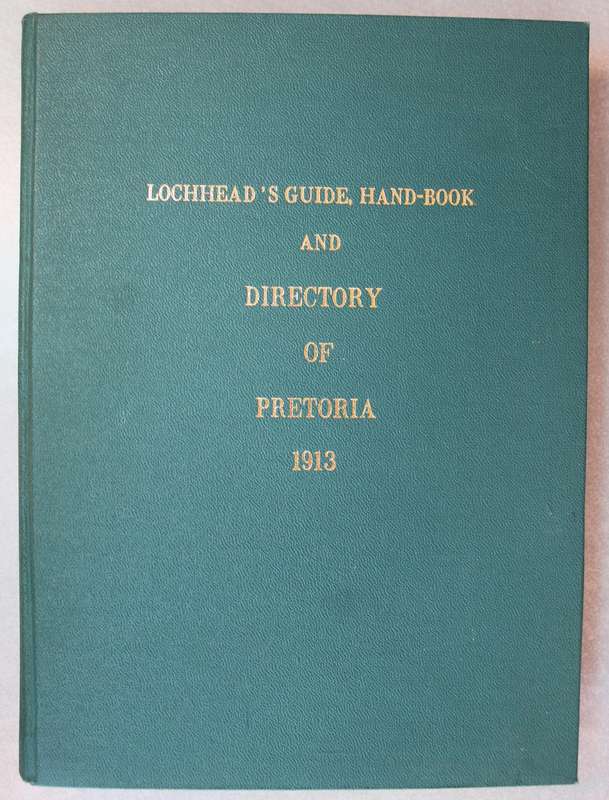 LOCHHEAD'S GUIDE, HAND-BOOK
AND
DIRECTORY
OF
PRETORIA
1913